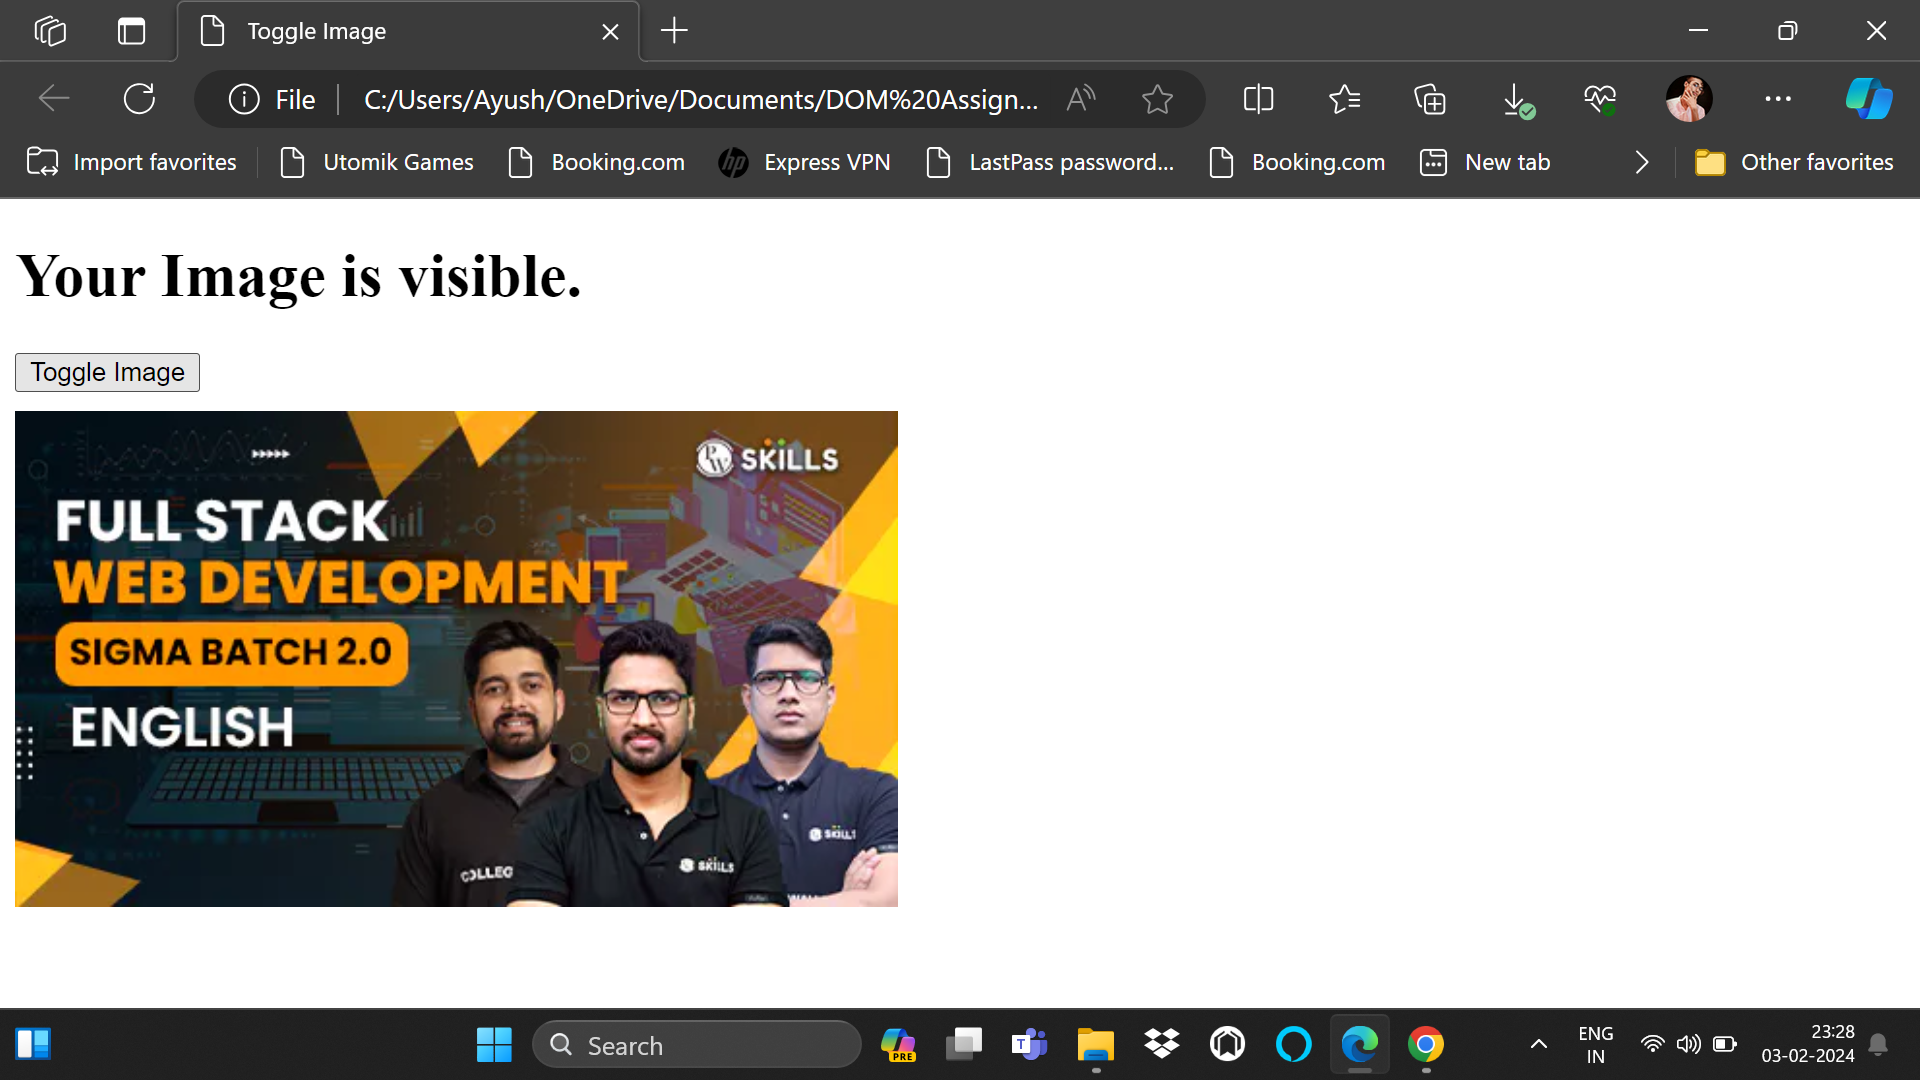 Toggle Image
File
C:/Users/Ayush/OneDrive/Documents/DOM%20Assign...
Import favorites
Utomik Games
Booking.com
hp
Express VPN
LastPass password...
Booking.com
New tab
Other favorites
Your Image is visible.
Toggle Image
PW SKILLS
FULL STACK
WEB DEVELOPMENT
SIGMA BATCH 2.0
ENGLISH
SKILLS
Search
PRE
T
ENG
IN
23:28
03-02-2024